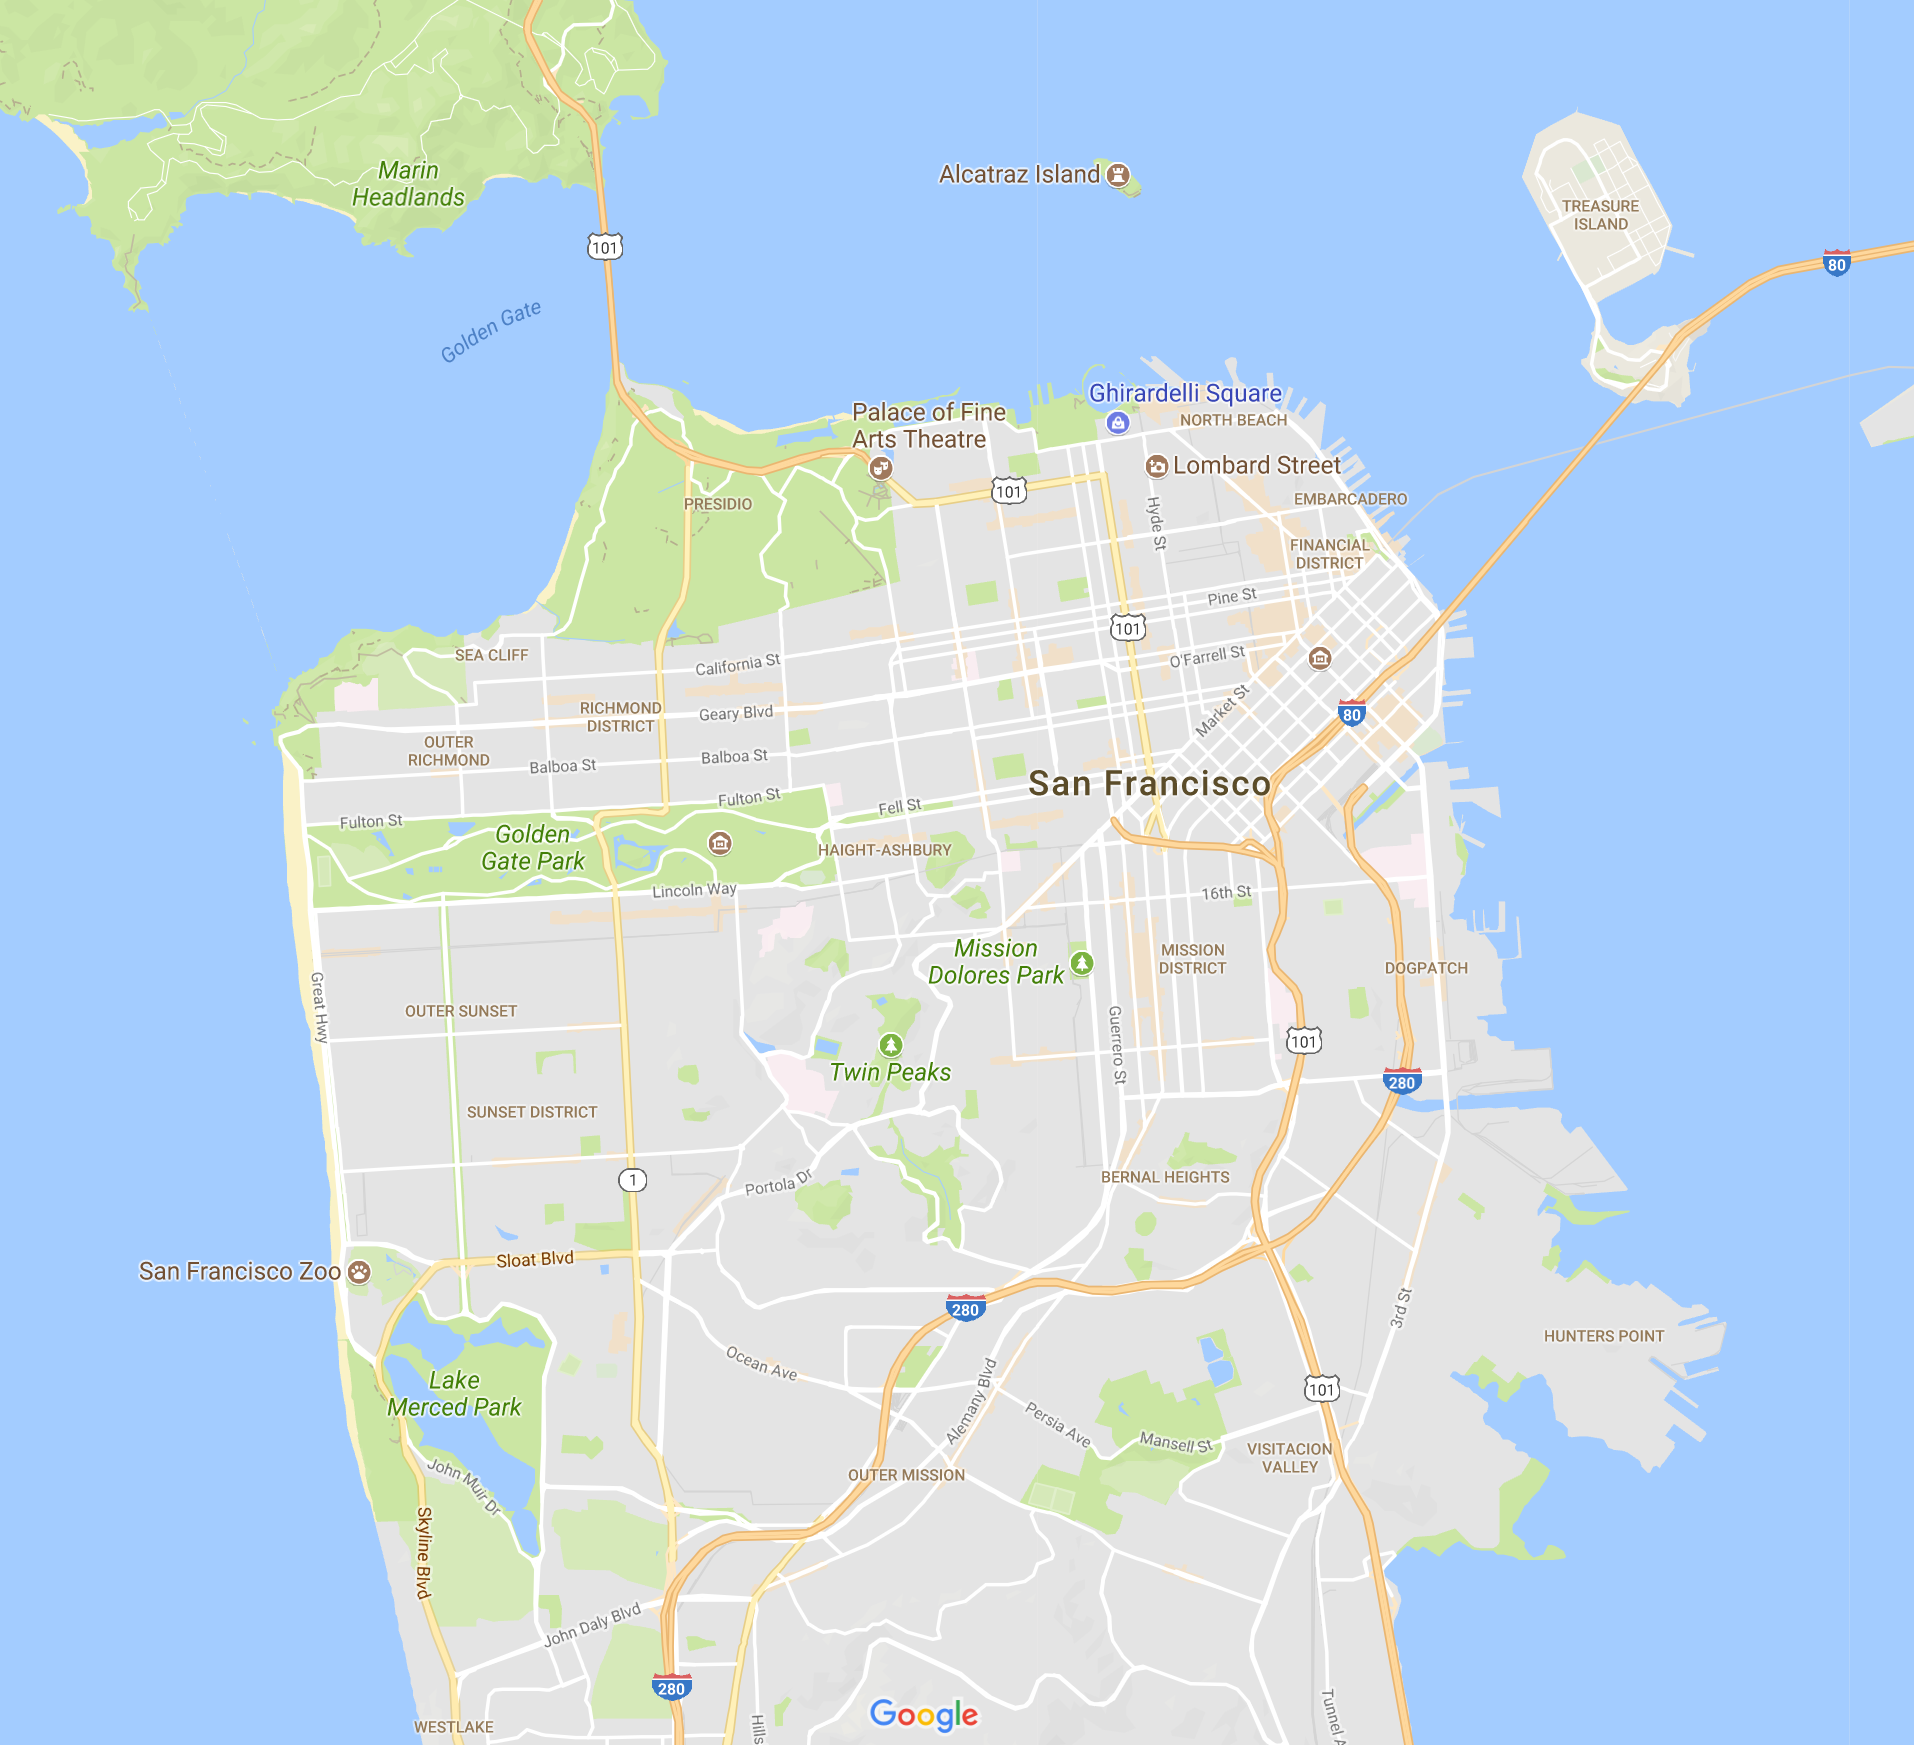 Marin
Headlands
Alcatraz Island
TREASURE
ISLAND
101
80
Golden Gate
Ghirardelli Square
Palace of Fine
Arts Theatre
NORTH BEACH
Lombard Street
101
PRESIDIO
EMBARCADERO
Hyde St
FINANCIAL
DISTRICT
Pine St
101
SEA CLIFF
California St
O'Farrell St
RICHMOND
DISTRICT
Geary Blvd
Market St
80
OUTER
RICHMOND
Balboa St
Balboa St
San Francisco
Fulton St
Fulton St
Fell St
Golden
Gate Park
HAIGHT-ASHBURY
Lincoln Way
16th St
Mission
Dolores Park
MISSION
DISTRICT
DOGPATCH
Great Hwy
OUTER SUNSET
Guerrero St
101
Twin Peaks
280
SUNSET DISTRICT
1
Portola Dr
BERNAL HEIGHTS
Sloat Blvd
San Francisco Zoo
280
3rd St
HUNTERS POINT
Ocean Ave
Lake
Merced Park
Alemany Blvd
101
Persia Ave
Mansell St
VISITACION
VALLEY
OUTER MISSION
John Muir Dr
Skyline Blvd
John Daly Blvd
280
Google
WESTLAKE
Hills
Tunnel A